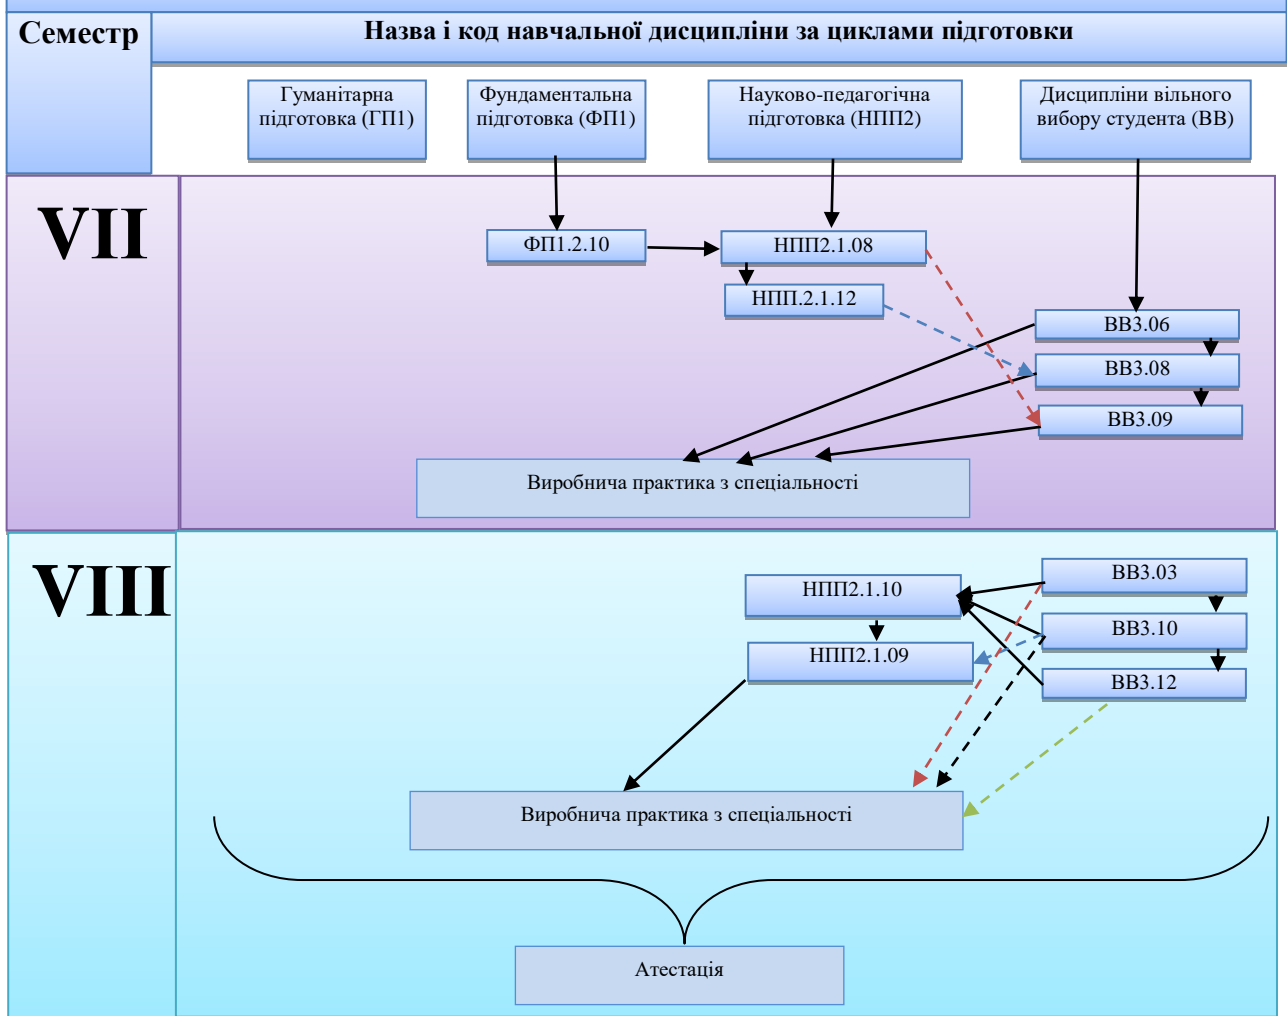 Семестр
Назва і код навчальної дисципліни за циклами підготовки
Гуманітарна
підготовка (ГП1)
Фундаментальна
підготовка (ФП1)
Науково-педагогічна
підготовка (НПП2)
Дисципліни вільного
вибору студента (ВВ)
VII
ФП1.2.10
НПП2.1.08
НПП.2.1.12
ВВ3.06
ВВ3.08
ВВ3.09
Виробнича практика з спеціальності
VIII
НПП2.1.10
ВВ3.03
ВВ3.10
НПП2.1.09
ВВ3.12
Виробнича практика з спеціальності
Атестація